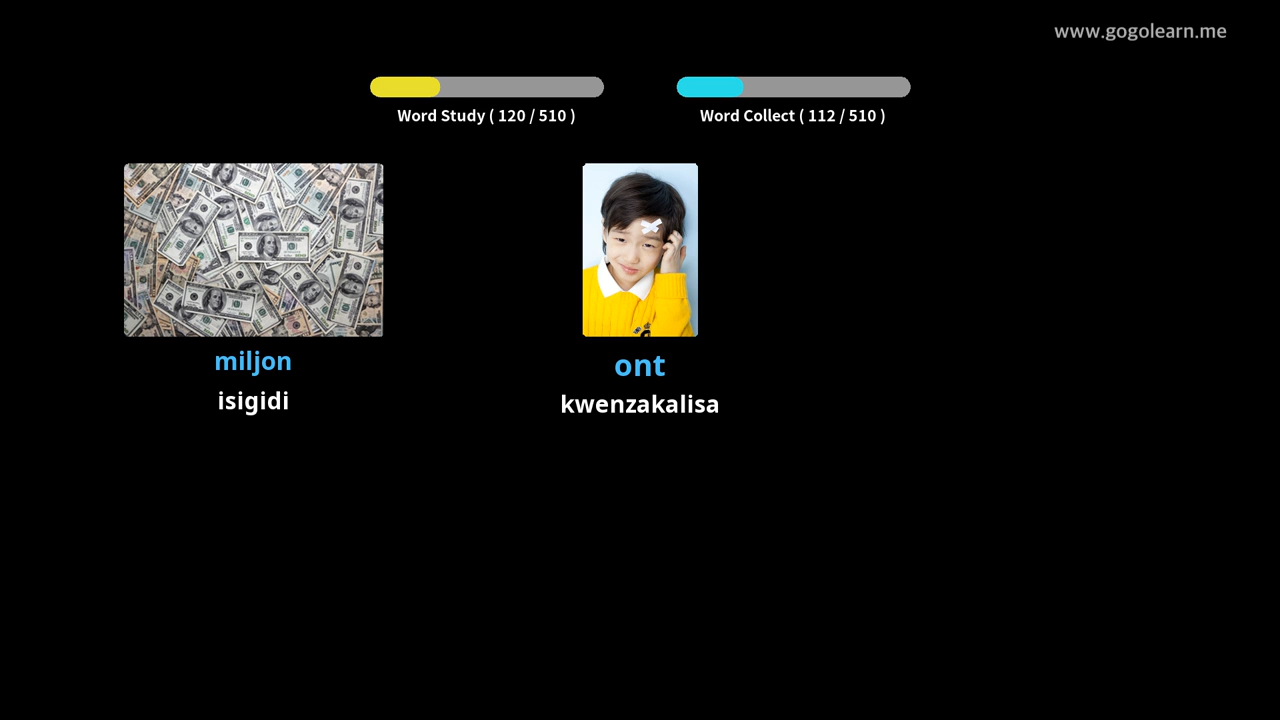 www.gogolearn.me
Word Study ( 120 / 510 )
Word Collect ( 112 / 510 )
miljon
isigidi
ont
kwenzakalisa